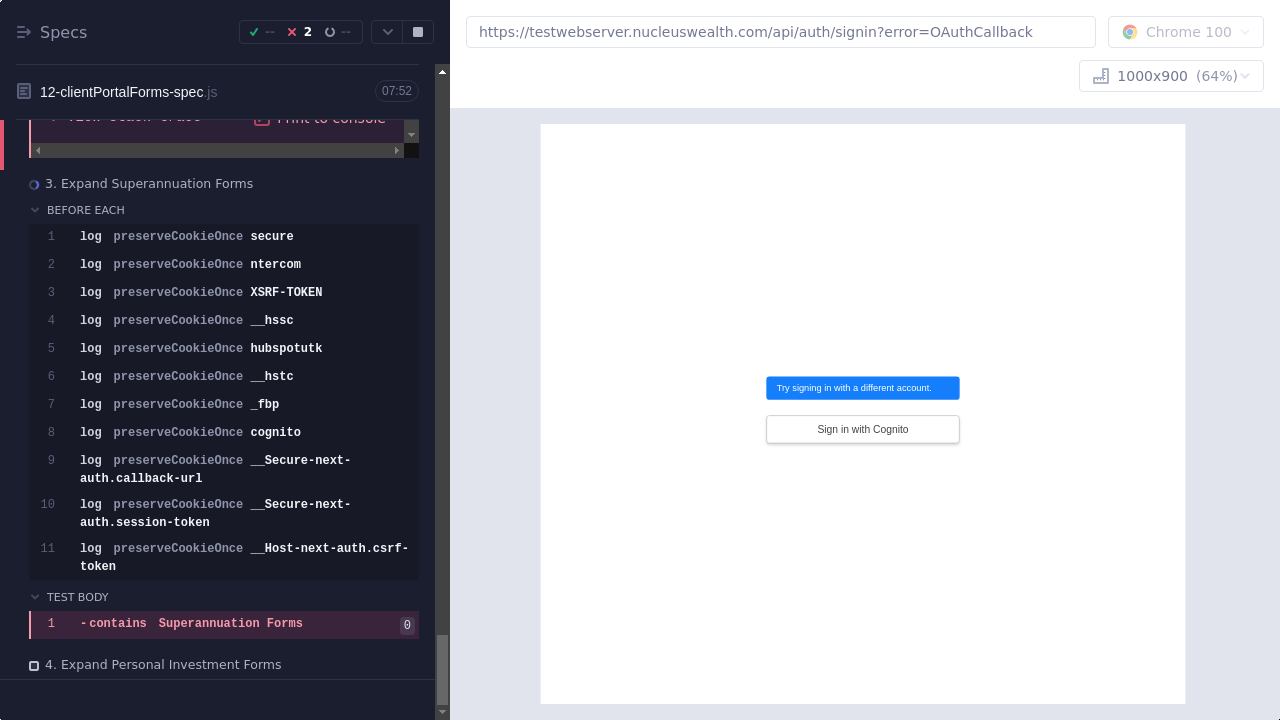 Specs
-- 2 --
12-clientPortalForms-spec.js
07:52
View stack trace Print to console
3. Expand Superannuation Forms
BEFORE EACH
1 log preserveCookieOnce secure
2 log preserveCookieOnce ntercom
3 log preserveCookieOnce XSRF-TOKEN
4 log preserveCookieOnce __hssc
5 log preserveCookieOnce hubspotutk
6 log preserveCookieOnce __hstc
7 log preserveCookieOnce _fbp
8 log preserveCookieOnce cognito
9 log preserveCookieOnce __Secure-next-
auth.callback-url
10 log preserveCookieOnce __Secure-next-
auth.session-token
11 log preserveCookieOnce __Host-next-auth.csrf-
token
TEST BODY
1 -contains Superannuation Forms 0
4. Expand Personal Investment Forms
https://testwebserver.nucleuswealth.com/api/auth/signin?error=OAuthCallback
Chrome 100
1000x900 (64%)
Try signing in with a different account.
Sign in with Cognito